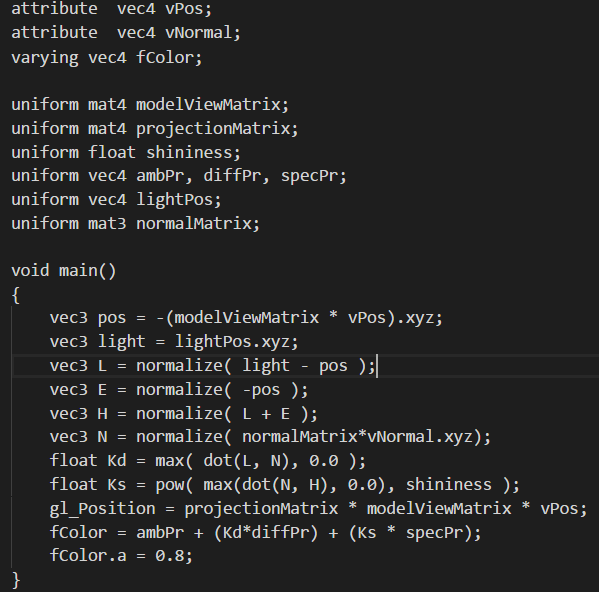 attribute  vec4 vPos;
attribute  vec4 vNormal;
varying vec4 fColor;

uniform mat4 modelViewMatrix;
uniform mat4 projectionMatrix;
uniform float shininess;
uniform vec4 ambPr, diffPr, specPr;
uniform vec4 lightPos;
uniform mat3 normalMatrix;

void main()
{
    vec3 pos = -(modelViewMatrix * vPos).xyz;
    vec3 light = lightPos.xyz;
    vec3 L = normalize( light - pos );
    vec3 E = normalize( -pos );
    vec3 H = normalize( L + E );
    vec3 N = normalize( normalMatrix*vNormal.xyz);
    float Kd = max( dot(L, N), 0.0 );
    float Ks = pow( max(dot(N, H), 0.0), shininess );
    gl_Position = projectionMatrix * modelViewMatrix * vPos;
    fColor = ambPr + (Kd*diffPr) + (Ks * specPr);
    fColor.a = 0.8;
}